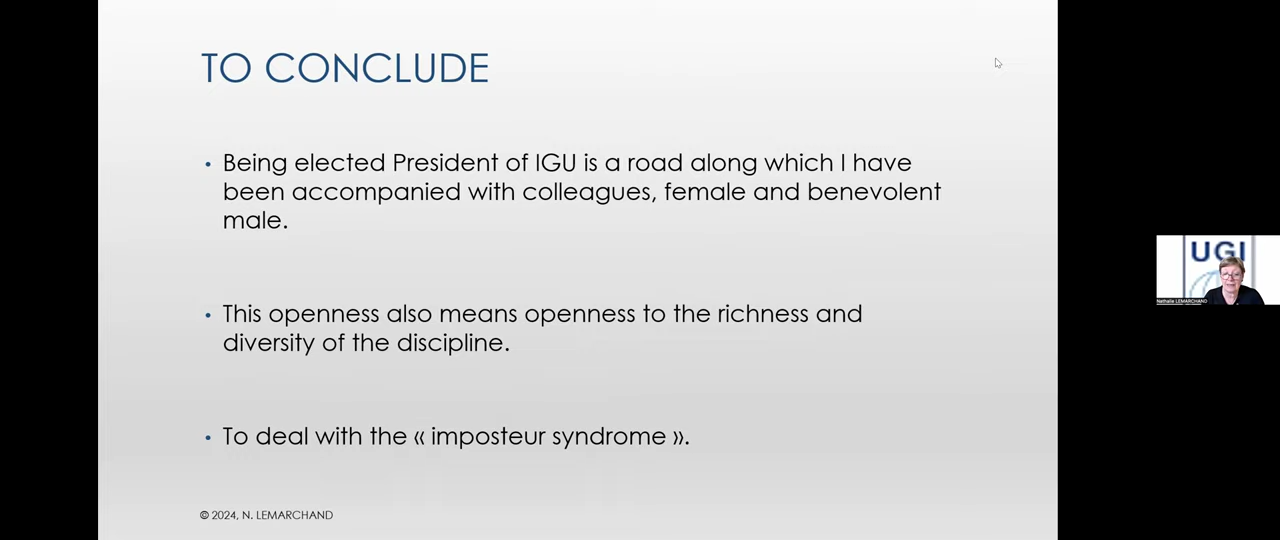 TO CONCLUDE
• Being elected President of IGU is a road along which I have
been accompanied with colleagues, female and benevolent
male.
• This openness also means openness to the richness and
diversity of the discipline.
• To deal with the « imposteur syndrome ».
© 2024, N. LEMARCHAND
UGI
Nathalie LEMARCHAND